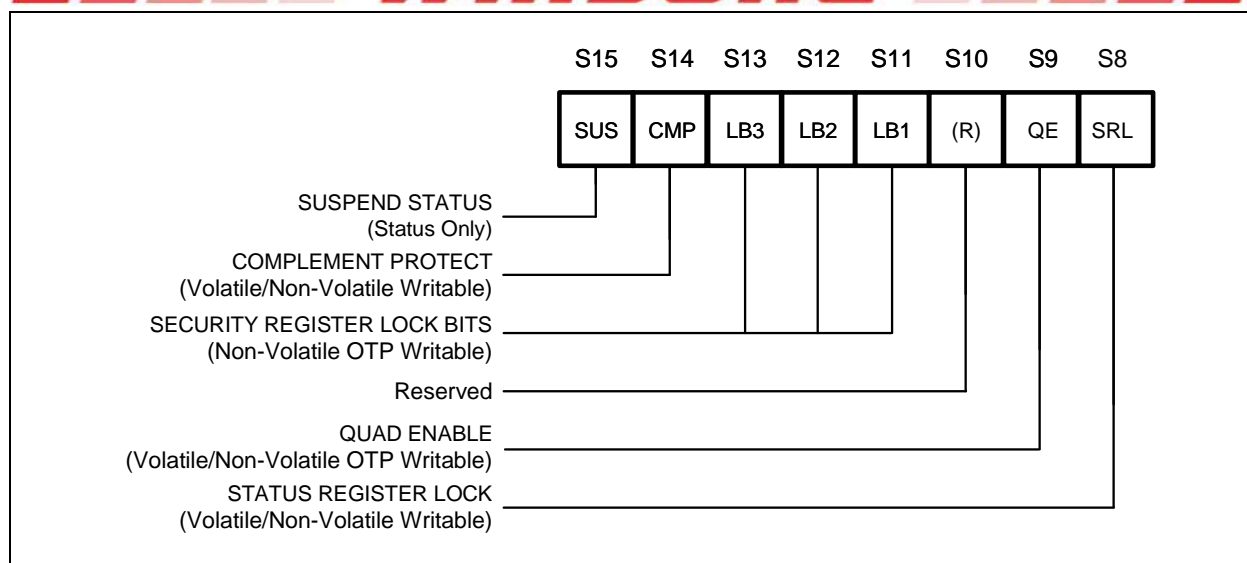 S15 S14 S13 S12 S11 S10 S9 S8
SUS CMP LB3 LB2 LB1 (R) QE SRL
SUSPEND STATUS
(Status Only)
COMPLEMENT PROTECT
(Volatile/Non-Volatile Writable)
SECURITY REGISTER LOCK BITS
(Non-Volatile OTP Writable)
Reserved
QUAD ENABLE
(Volatile/Non-Volatile OTP Writable)
STATUS REGISTER LOCK
(Volatile/Non-Volatile Writable)